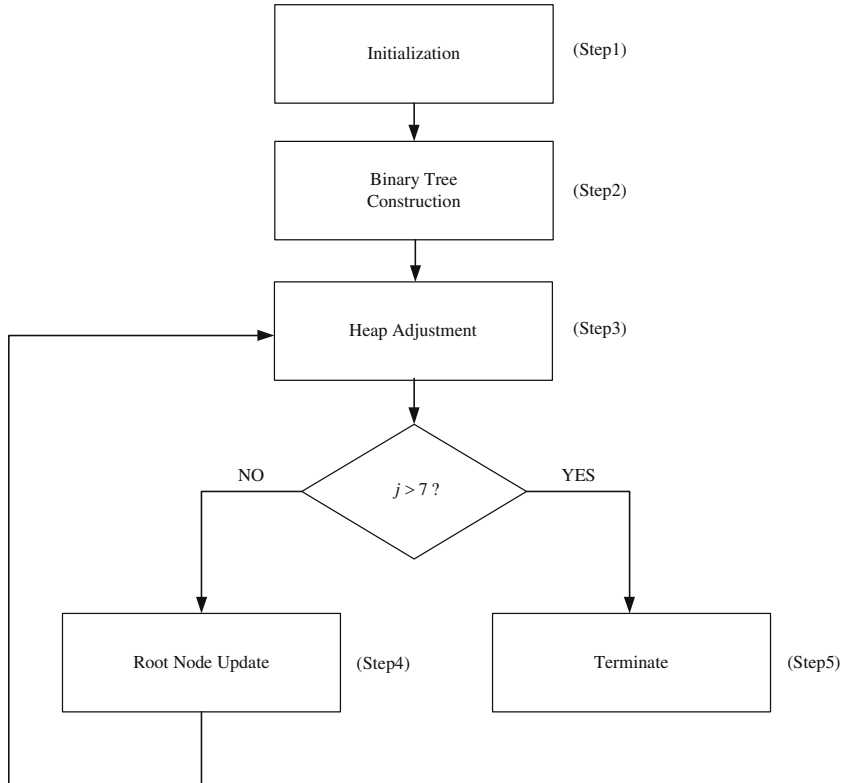 Initialization
(Step1)
Binary Tree
Construction
(Step2)
Heap Adjustment
(Step3)
NO
j > 7 ?
YES
Root Node Update
(Step4)
Terminate
(Step5)